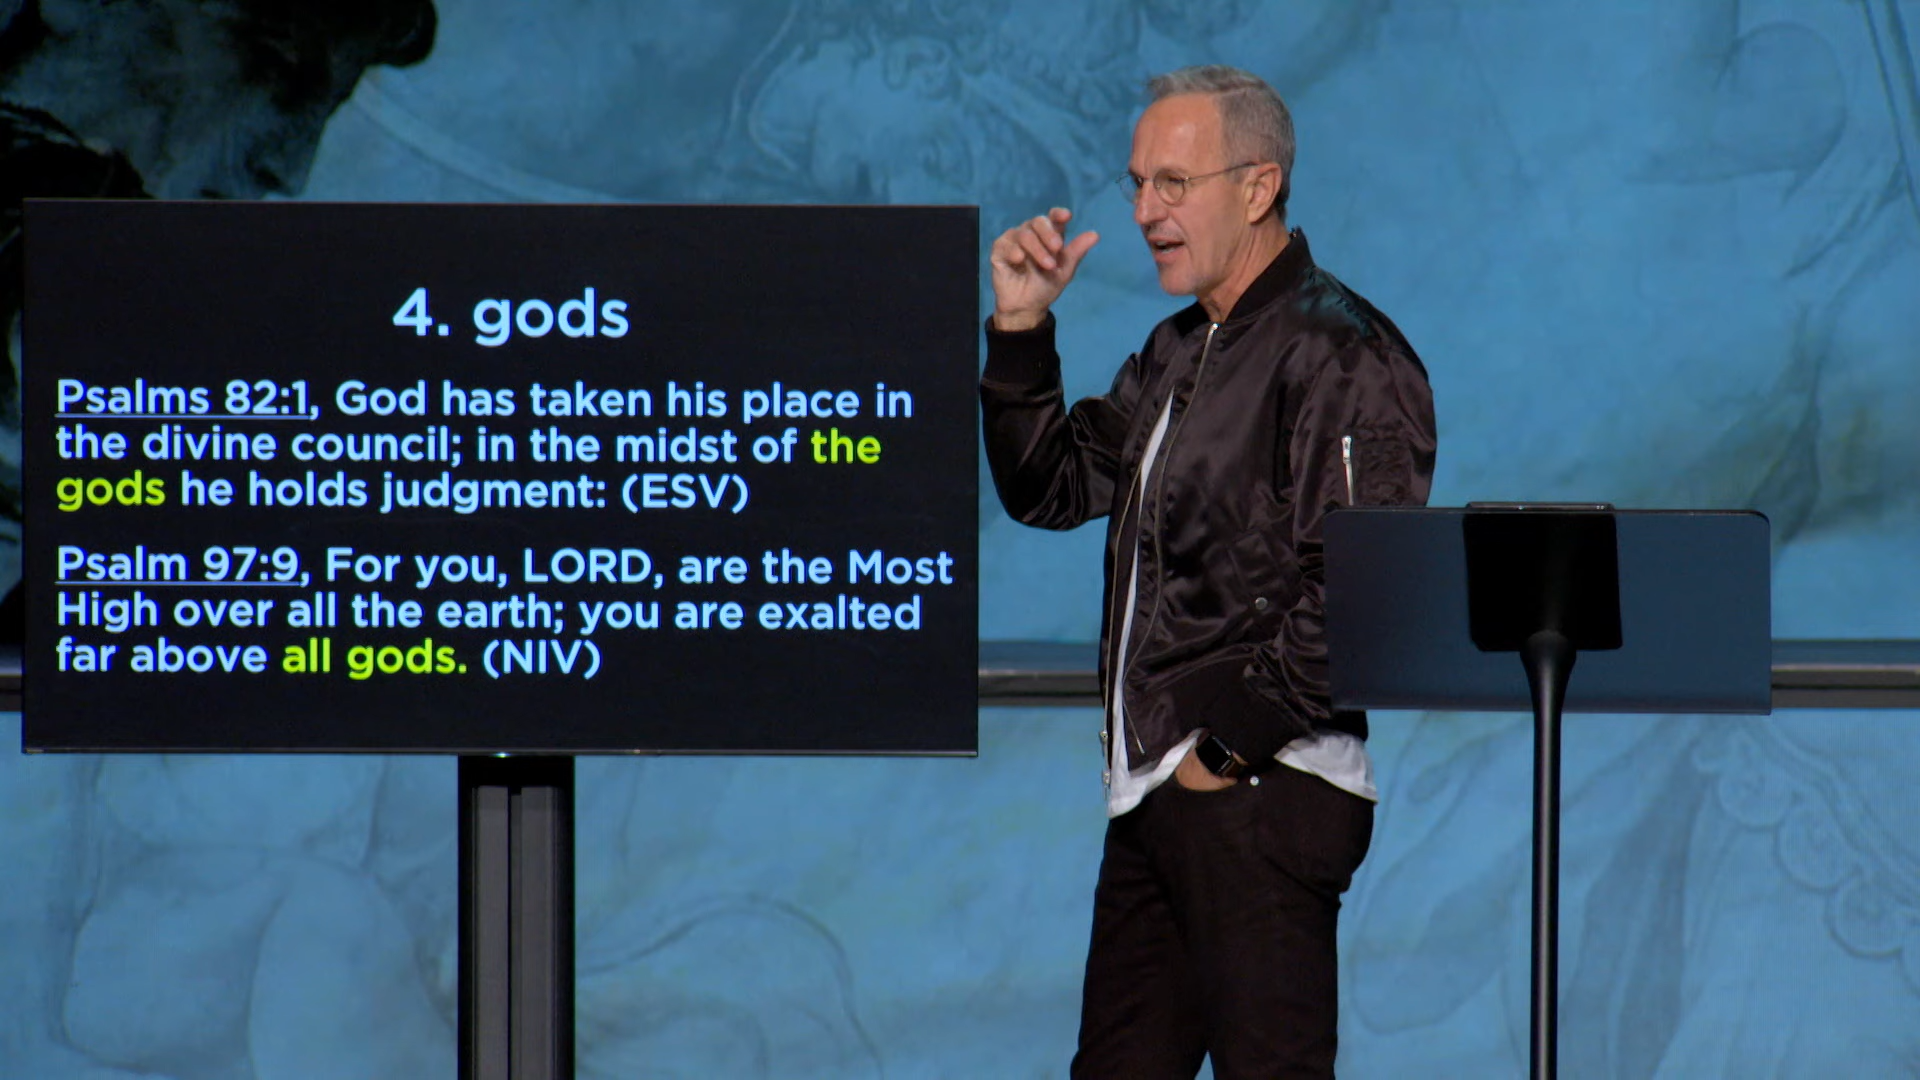 4. gods
Psalms 82:1, God has taken his place in
the divine council; in the midst of the
gods he holds judgment: (ESV)
Psalm 97:9, For you, LORD, are the Most
High over all the earth; you are exalted
far above all gods. (NIV)